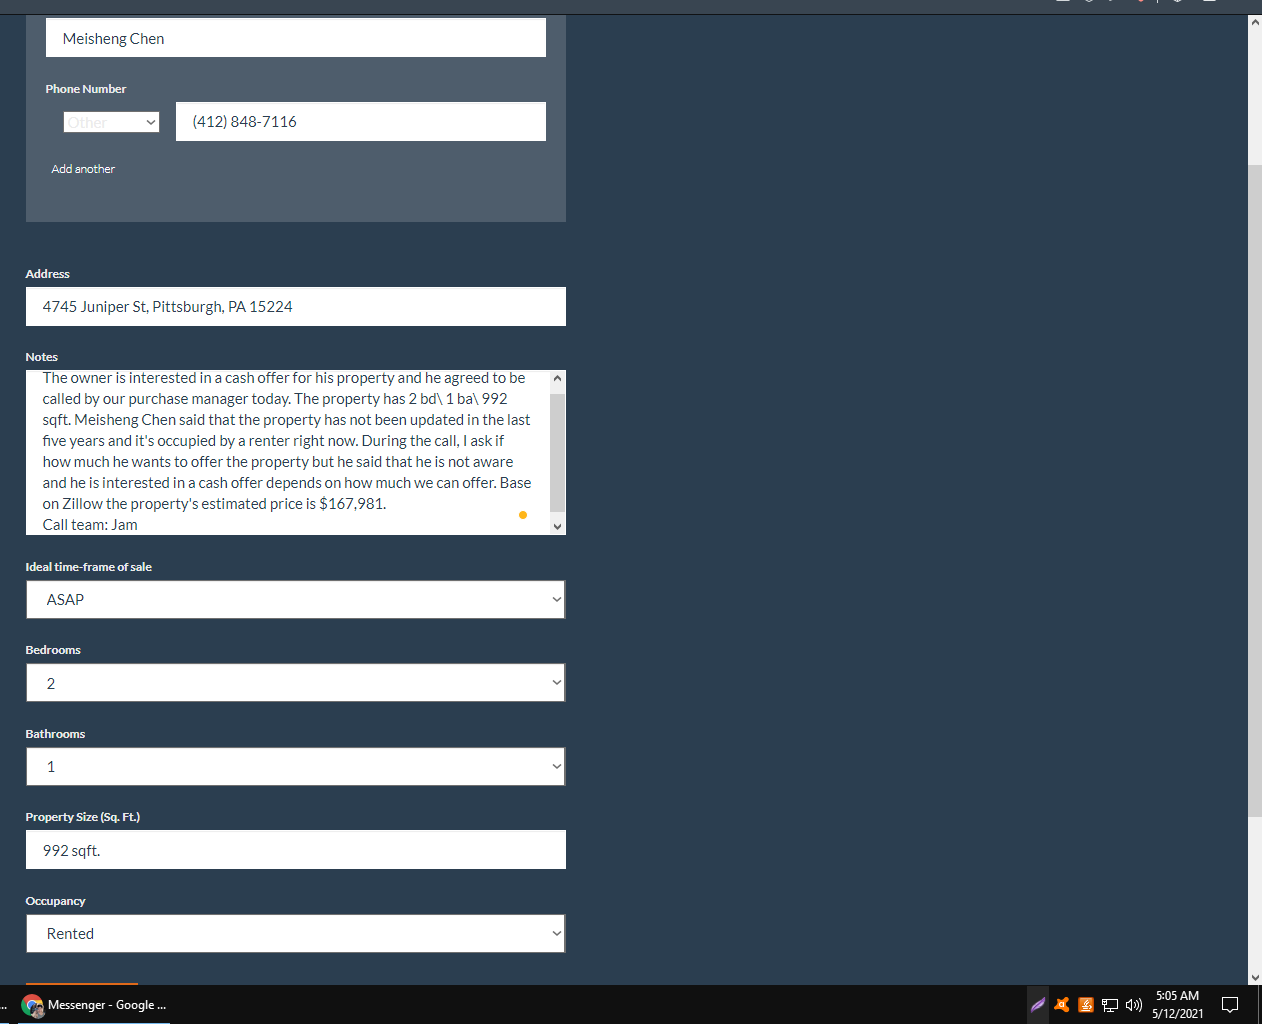 Meisheng Chen
Phone Number
Other
(412) 848-7116
Add another
Address
4745 Juniper St, Pittsburgh, PA 15224
Notes
The owner is interested in a cash offer for his property and he agreed to be
called by our purchase manager today. The property has 2 bd\ 1 ba\ 992
sqft. Meisheng Chen said that the property has not been updated in the last
five years and it's occupied by a renter right now. During the call, I ask if
how much he wants to offer the property but he said that he is not aware
and he is interested in a cash offer depends on how much we can offer. Base
on Zillow the property's estimated price is $167,981.
Call team: Jam
Ideal time-frame of sale
ASAP
Bedrooms
2
Bathrooms
1
Property Size (Sq. Ft.)
992 sqft.
Occupancy
Rented
... Messenger - Google ...
5:05 AM
5/12/2021